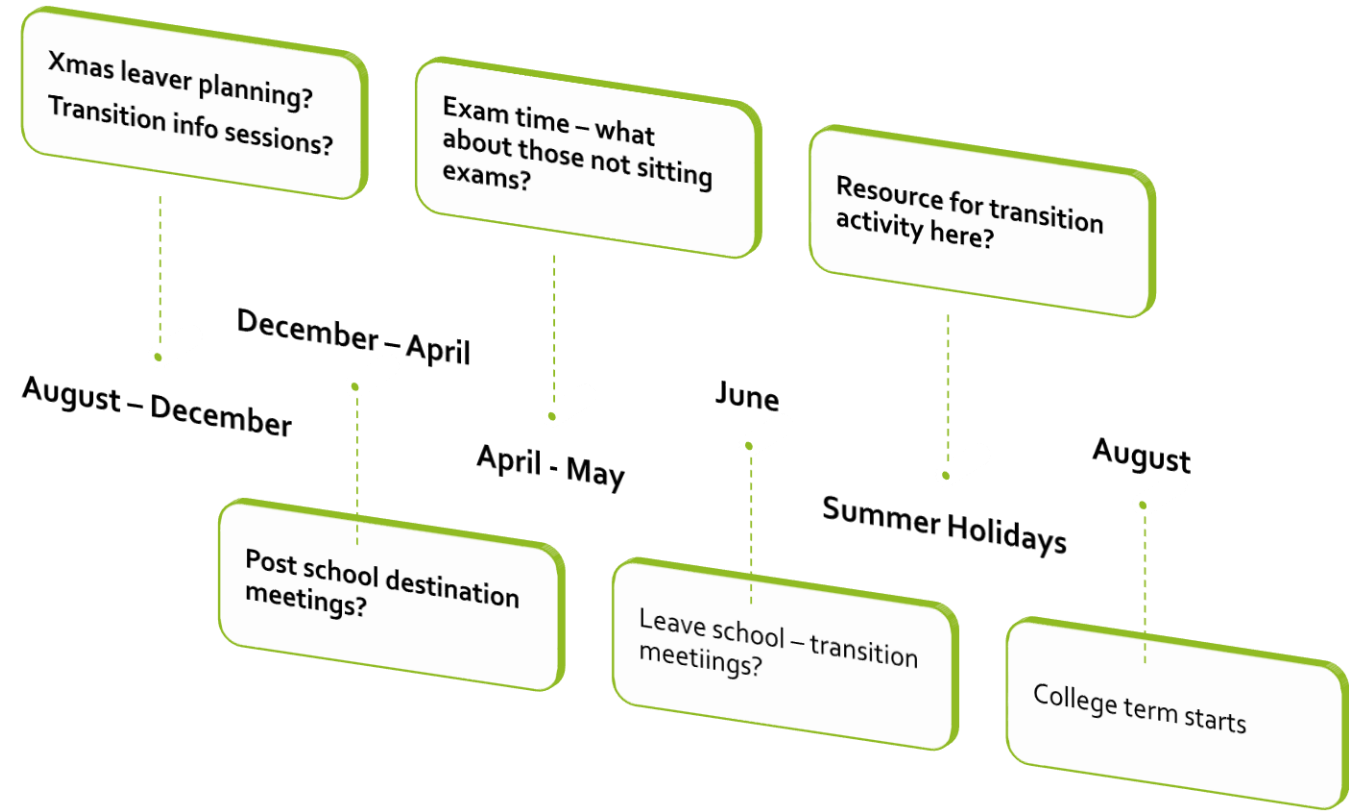 Xmas leaver planning?
Transition info sessions?
August – December
December – April
Post school destination
meetings?
Exam time – what
about those not sitting
exams?
April - May
June
Leave school – transition
meetiings?
Resource for transition
activity here?
Summer Holidays
August
College term starts